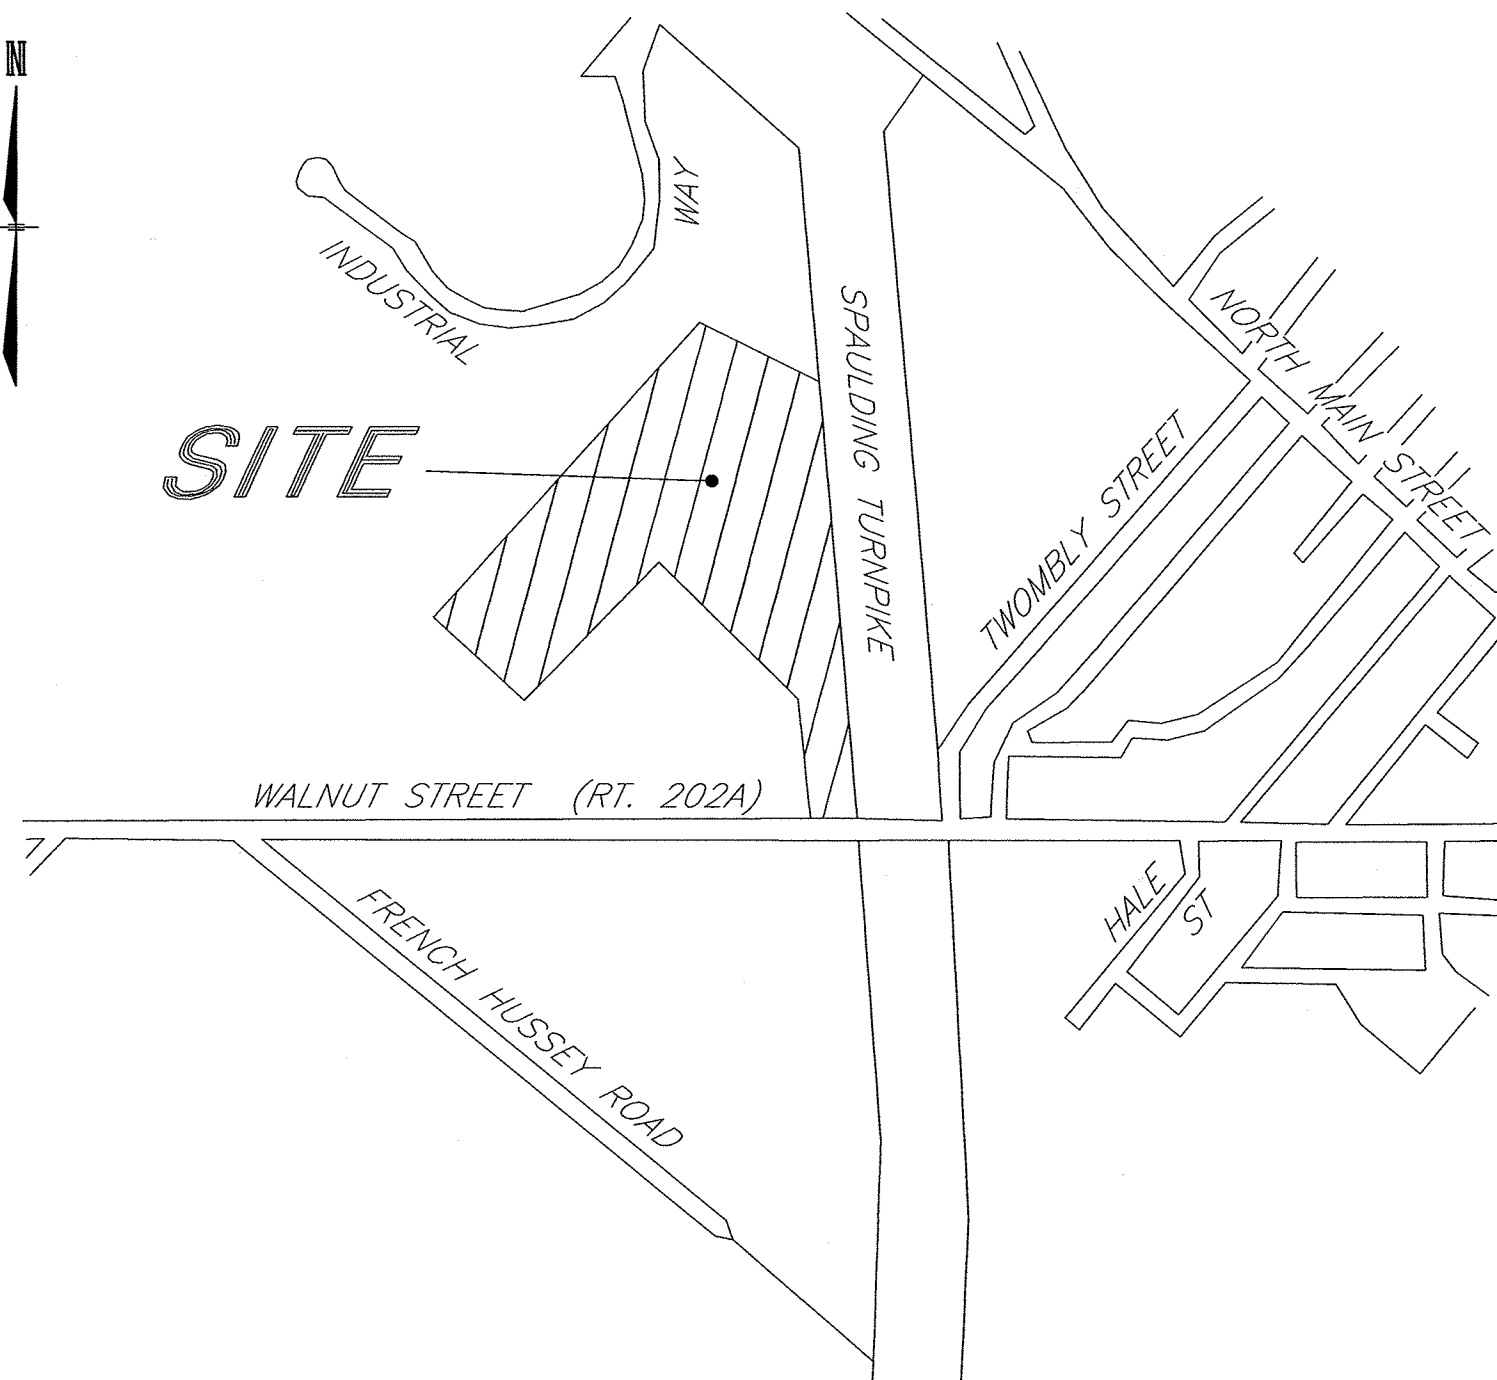 N
INDUSTRIAL WAY
SITE
SPAULDING TURNPIKE
NORTH MAIN STREET
TWOMBLY STREET
WALNUT STREET (RT. 202A)
HALE ST
FRENCH HUSSEY ROAD